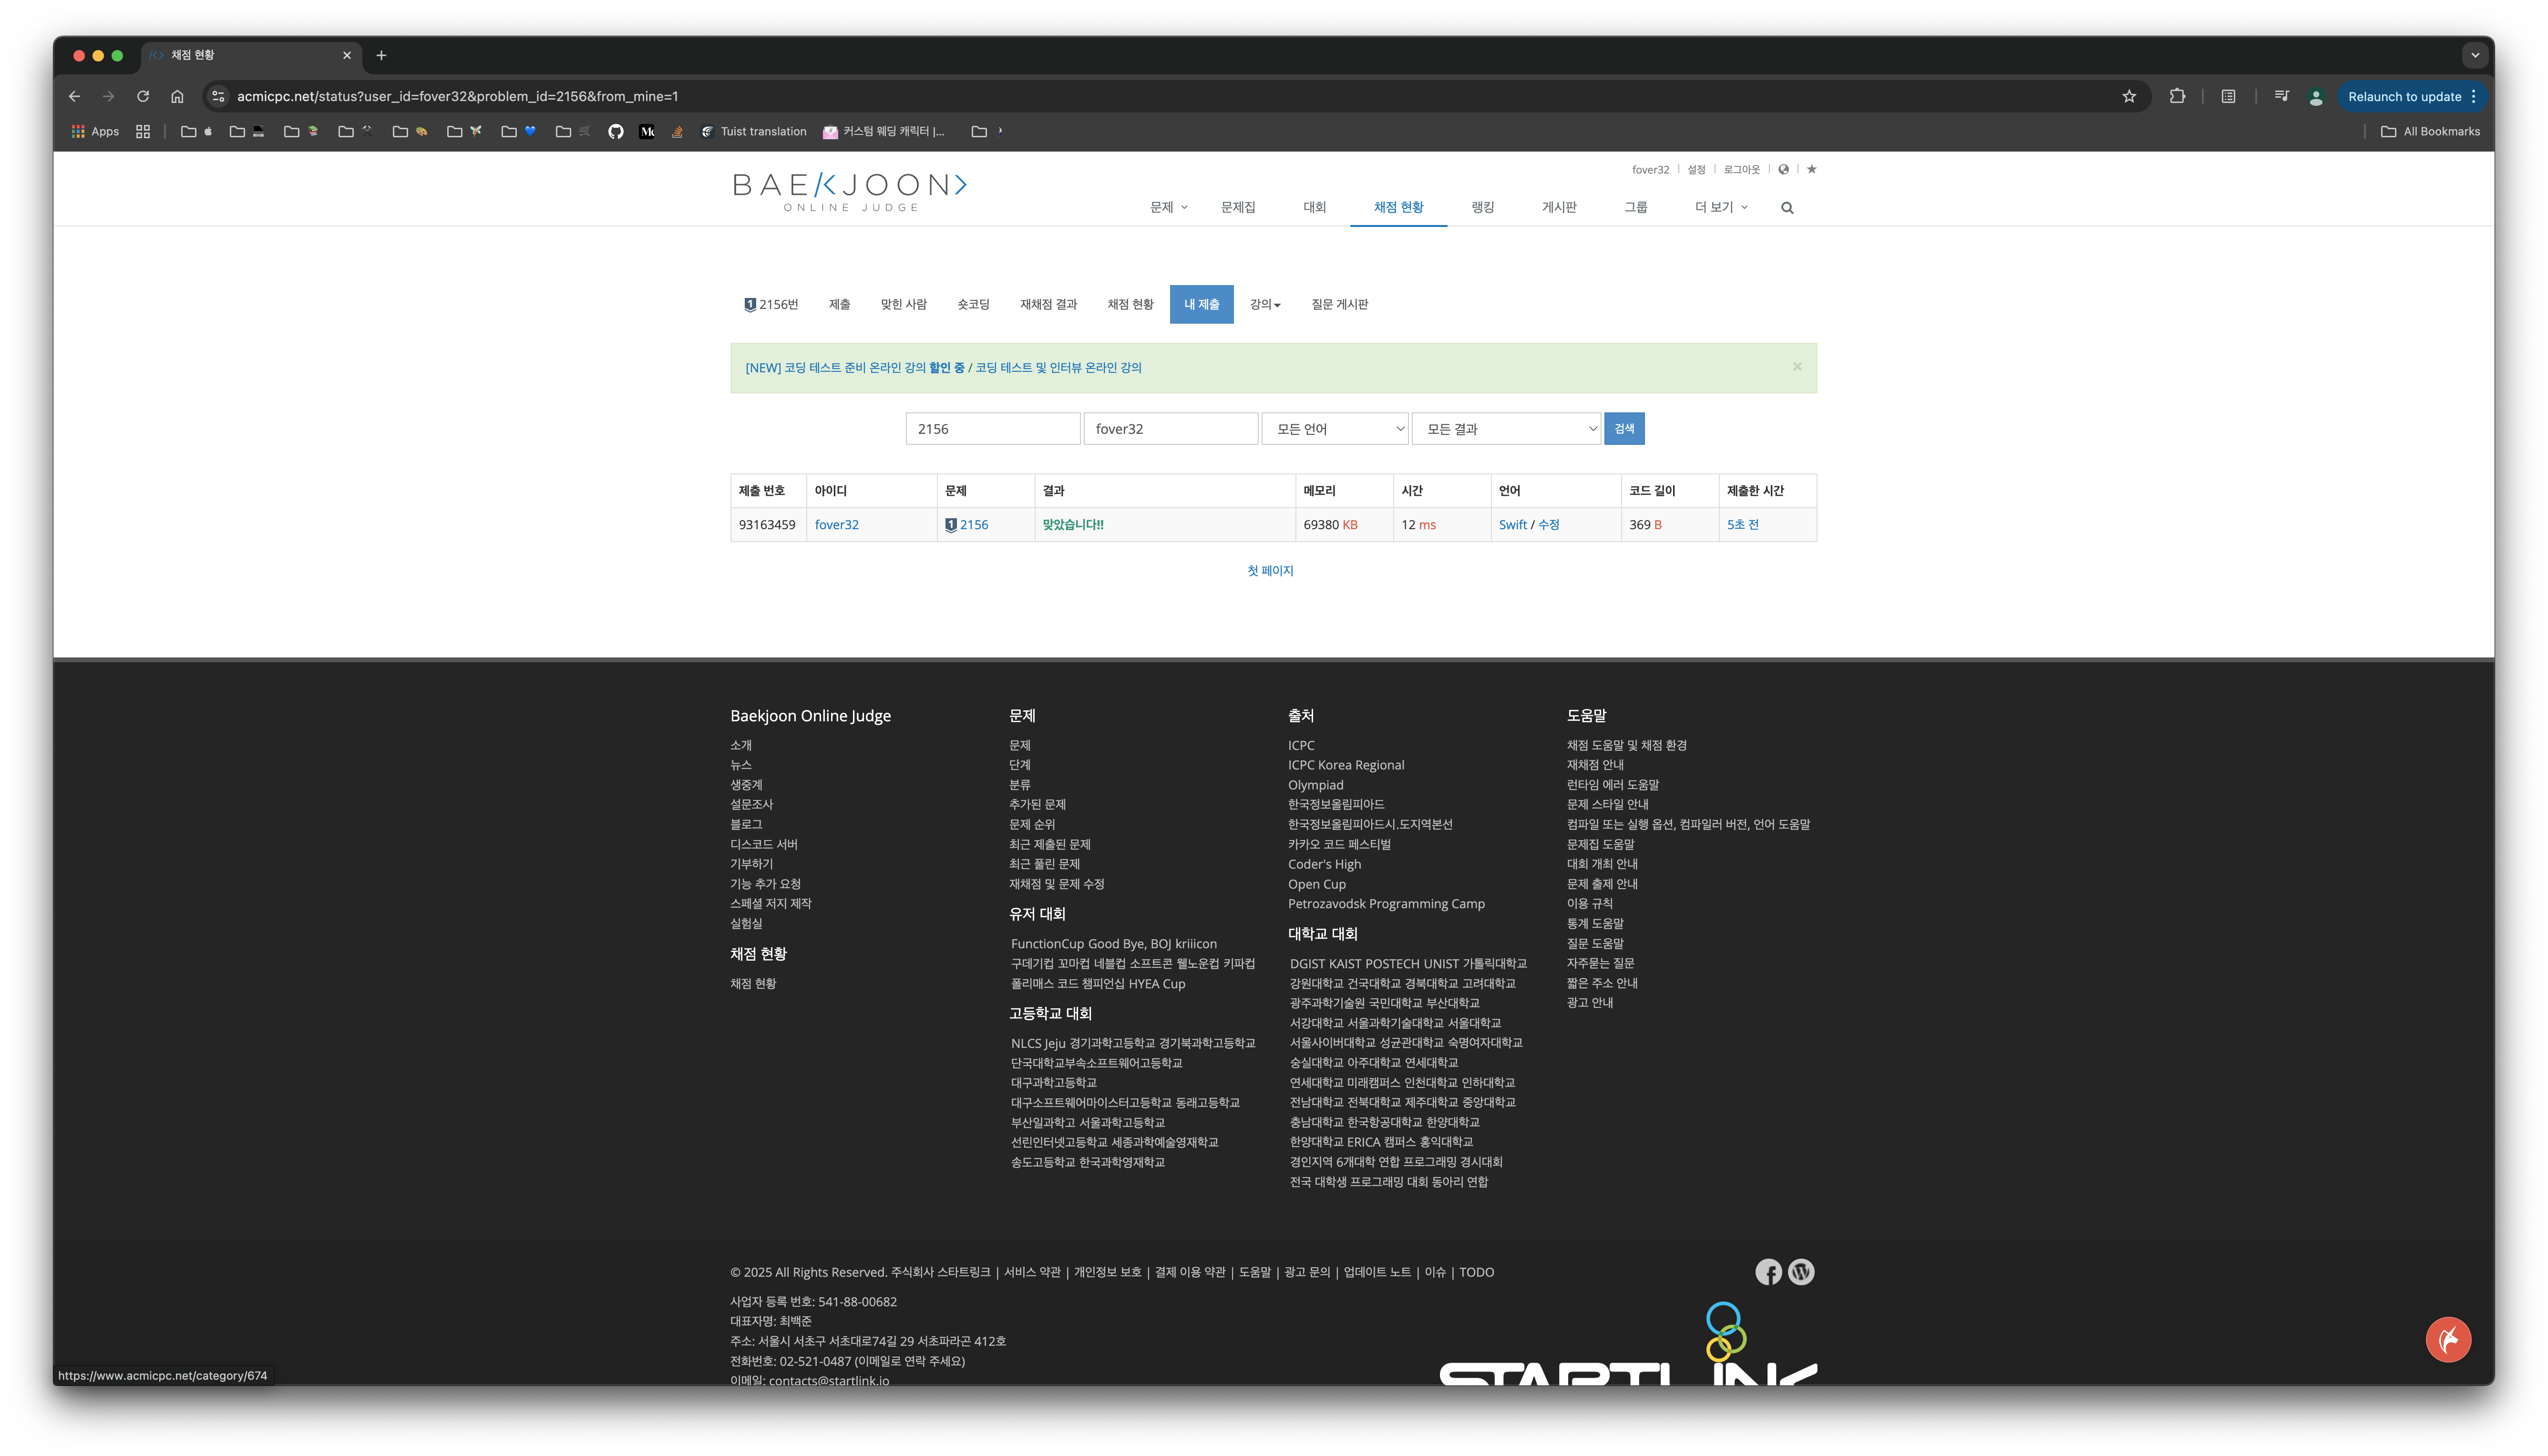 채점 현황
acmicpc.net/status?user_id=fover32&problem_id=2156&from_mine=1
Relaunch to update
Apps
Tuist translation
커스텀 웨딩 캐릭터 |...
All Bookmarks
fover32 | 설정 | 로그아웃
BAE/<JOON>
ONLINE JUDGE
문제 문제집 대회 채점 현황 랭킹 게시판 그룹 더 보기
1 2156번 제출 맞힌 사람 숏코딩 재채점 결과 채점 현황 내 제출 강의 질문 게시판
[NEW] 코딩 테스트 준비 온라인 강의 할인 중 / 코딩 테스트 및 인터뷰 온라인 강의
2156 fover32 모든 언어 모든 결과 검색
제출 번호 아이디 문제 결과 메모리 시간 언어 코드 길이 제출한 시간
93163459 fover32 1 2156 맞았습니다!! 69380 KB 12 ms Swift / 수정 369 B 5초 전
첫 페이지
Baekjoon Online Judge
소개
뉴스
생중계
설문조사
블로그
디스코드 서버
기부하기
기능 추가 요청
스페셜 저지 제작
실험실
채점 현황
채점 현황
문제
문제
단계
분류
추가된 문제
문제 순위
최근 제출된 문제
최근 풀린 문제
재채점 및 문제 수정
유저 대회
FunctionCup Good Bye, BOJ kriiicon
구데기컵 꼬마컵 네블컵 소프트콘 웰노운컵 키파컵
폴리매스 코드 챔피언십 HYEA Cup
고등학교 대회
NLCS Jeju 경기과학고등학교 경기북과학고등학교
단국대학교부속소프트웨어고등학교
대구과학고등학교
대구소프트웨어마이스터고등학교 동래고등학교
부산일과학고 서울과학고등학교
선린인터넷고등학교 세종과학예술영재학교
송도고등학교 한국과학영재학교
출처
ICPC
ICPC Korea Regional
Olympiad
한국정보올림피아드
한국정보올림피아드시.도지역본선
카카오 코드 페스티벌
Coder's High
Open Cup
Petrozavodsk Programming Camp
대학교 대회
DGIST KAIST POSTECH UNIST 가톨릭대학교
강원대학교 건국대학교 경북대학교 고려대학교
광주과학기술원 국민대학교 부산대학교
서강대학교 서울과학기술대학교 서울대학교
서울사이버대학교 성균관대학교 숙명여자대학교
숭실대학교 아주대학교 연세대학교
연세대학교 미래캠퍼스 인천대학교 인하대학교
전남대학교 전북대학교 제주대학교 중앙대학교
충남대학교 한국항공대학교 한양대학교
한양대학교 ERICA 캠퍼스 홍익대학교
경인지역 6개대학 연합 프로그래밍 경시대회
전국 대학생 프로그래밍 대회 동아리 연합
도움말
채점 도움말 및 채점 환경
재채점 안내
런타임 에러 도움말
문제 스타일 안내
컴파일 또는 실행 옵션, 컴파일러 버전, 언어 도움말
문제집 도움말
대회 개최 안내
문제 출제 안내
이용 규칙
통계 도움말
질문 도움말
자주묻는 질문
짧은 주소 안내
광고 안내
© 2025 All Rights Reserved. 주식회사 스타트링크 | 서비스 약관 | 개인정보 보호 | 결제 이용 약관 | 도움말 | 광고 문의 | 업데이트 노트 | 이슈 | TODO
사업자 등록 번호: 541-88-00682
대표자명: 최백준
주소: 서울시 서초구 서초대로74길 29 서초파라곤 412호
전화번호: 02-521-0487 (이메일로 연락 주세요)
이메일: contacts@startlink.io
STARTLINK
https://www.acmicpc.net/category/674